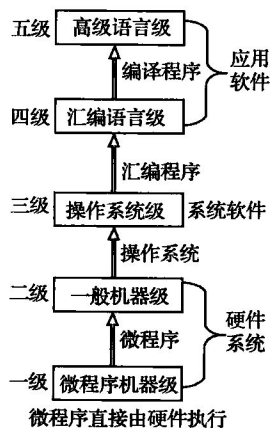 五级 高级语言级
编译程序
应用
软件
四级 汇编语言级
汇编程序
三级 操作系统级 系统软件
操作系统
二级 一般机器级
微程序
硬件
系统
一级 微程序机器级
微程序直接由硬件执行